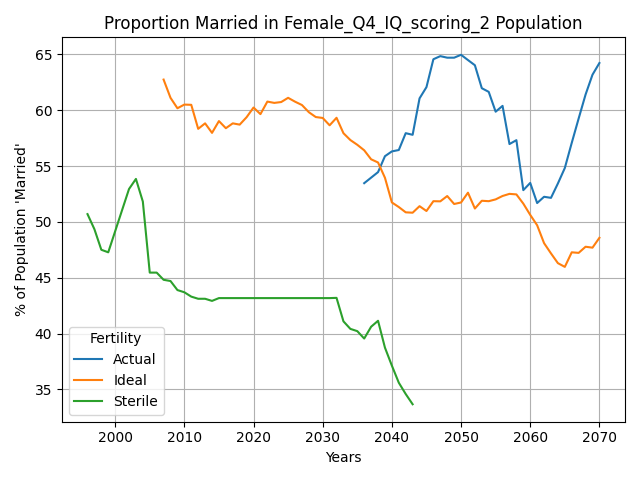 Proportion Married in Female_Q4_IQ_scoring_2 Population
% of Population 'Married'
65
60
55
50
45
40
35
Fertility
Actual
Ideal
Sterile
2000 2010 2020 2030 2040 2050 2060 2070
Years